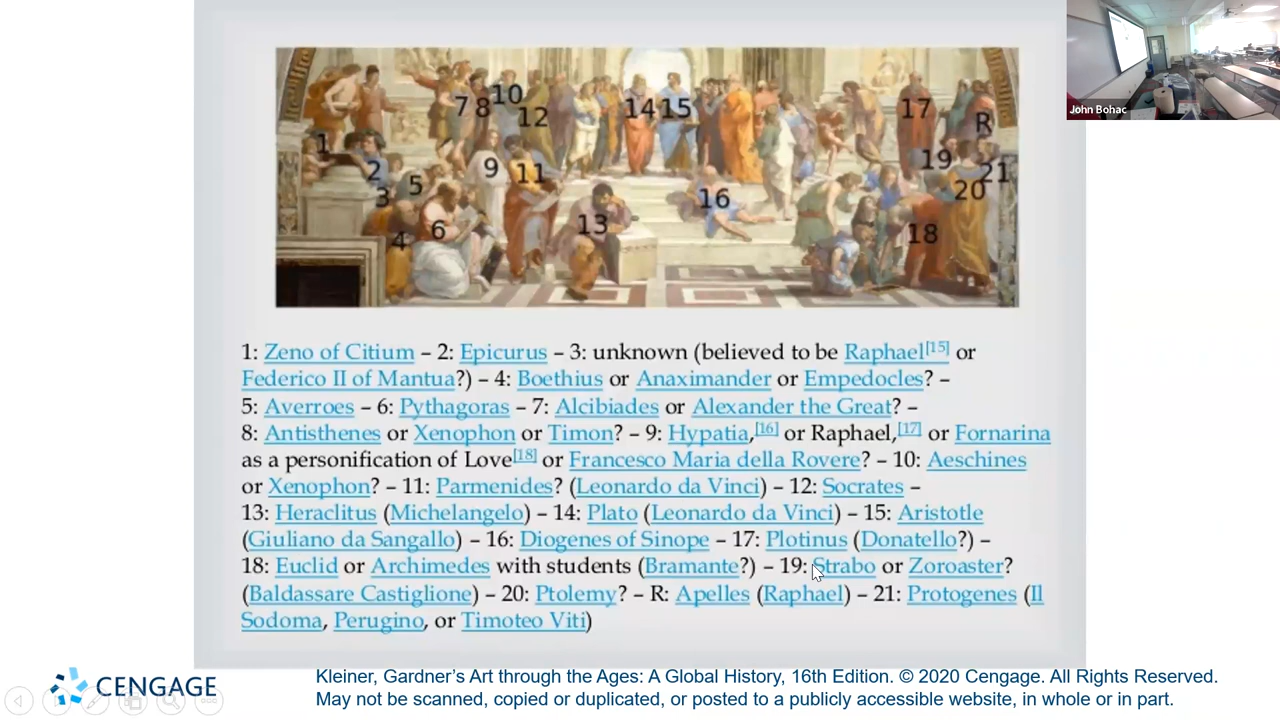 John Bohac
7 8 10
12
14 15
17
R
1
2
3
5
9
11
19
21
20
16
4
6
13
18
1: Zeno of Citium – 2: Epicurus – 3: unknown (believed to be Raphael[15] or
Federico II of Mantua?) – 4: Boethius or Anaximander or Empedocles? –
5: Averroes – 6: Pythagoras – 7: Alcibiades or Alexander the Great? –
8: Antisthenes or Xenophon or Timon? – 9: Hypatia,[16] or Raphael,[17] or Fornarina
as a personification of Love[18] or Francesco Maria della Rovere? – 10: Aeschines
or Xenophon? – 11: Parmenides? (Leonardo da Vinci) – 12: Socrates –
13: Heraclitus (Michelangelo) – 14: Plato (Leonardo da Vinci) – 15: Aristotle
(Giuliano da Sangallo) – 16: Diogenes of Sinope – 17: Plotinus (Donatello?) –
18: Euclid or Archimedes with students (Bramante?) – 19: Strabo or Zoroaster?
(Baldassare Castiglione) – 20: Ptolemy? – R: Apelles (Raphael) – 21: Protogenes (Il
Sodoma, Perugino, or Timoteo Viti)
CENGAGE
Kleiner, Gardner's Art through the Ages: A Global History, 16th Edition. © 2020 Cengage. All Rights Reserved.
May not be scanned, copied or duplicated, or posted to a publicly accessible website, in whole or in part.